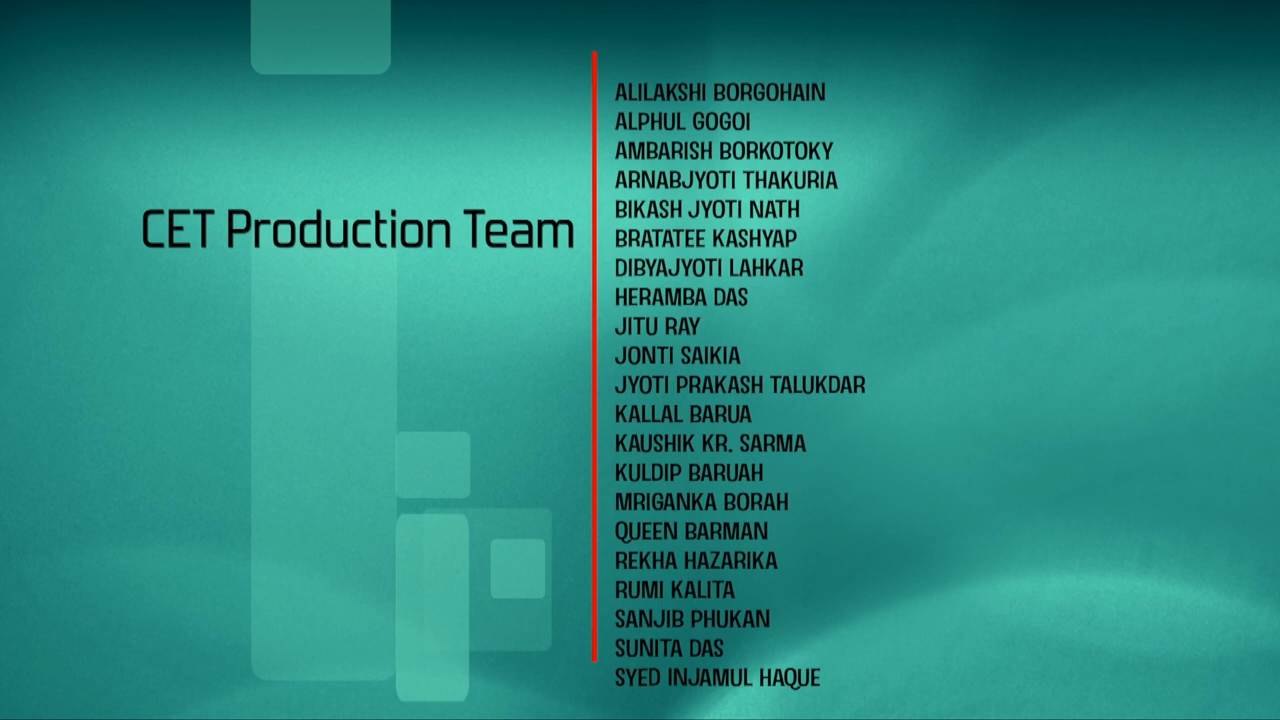 CET Production Team
ALILAKSHI BORGOHAIN
ALPHUL GOGOI
AMBARISH BORKOTOKY
ARNABJYOTI THAKURIA
BIKASH JYOTI NATH
BRATATEE KASHYAP
DIBYAJYOTI LAHKAR
HERAMBA DAS
JITU RAY
JONTI SAIKIA
JYOTI PRAKASH TALUKDAR
KALLAL BARUA
KAUSHIK KR. SARMA
KULDIP BARUAH
MRIGANKA BORAH
QUEEN BARMAN
REKHA HAZARIKA
RUMI KALITA
SANJIB PHUKAN
SUNITA DAS
SYED INJAMUL HAQUE